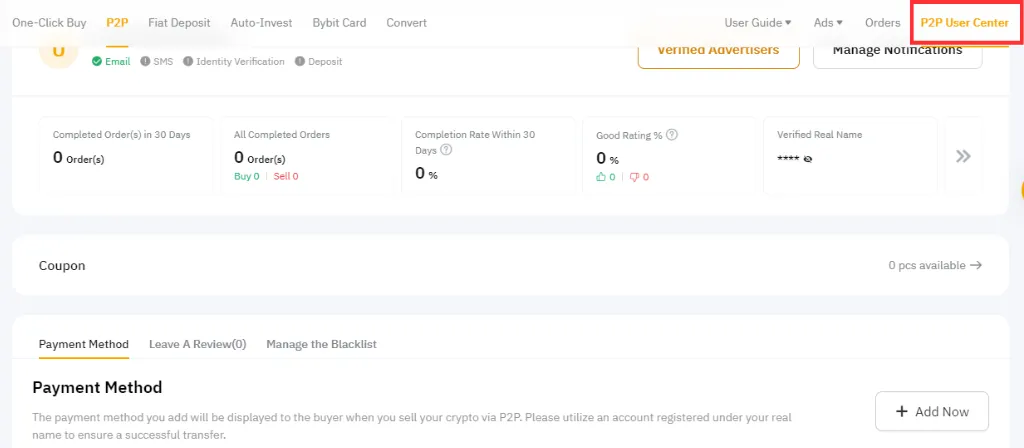 One-Click Buy P2P Fiat Deposit Auto-Invest Bybit Card Convert User Guide Ads Orders P2P User Center
U Verified Advertisers Manage Notifications
Email SMS Identity Verification Deposit
Completed Order(s) in 30 Days
0 Order(s)
All Completed Orders
0 Order(s)
Buy 0 | Sell 0
Completion Rate Within 30
Days
0 %
Good Rating %
0 %
0 | 0
Verified Real Name
****
Coupon 0 pcs available
Payment Method Leave A Review(0) Manage the Blacklist
Payment Method
The payment method you add will be displayed to the buyer when you sell your crypto via P2P. Please utilize an account registered under your real
name to ensure a successful transfer.
+ Add Now